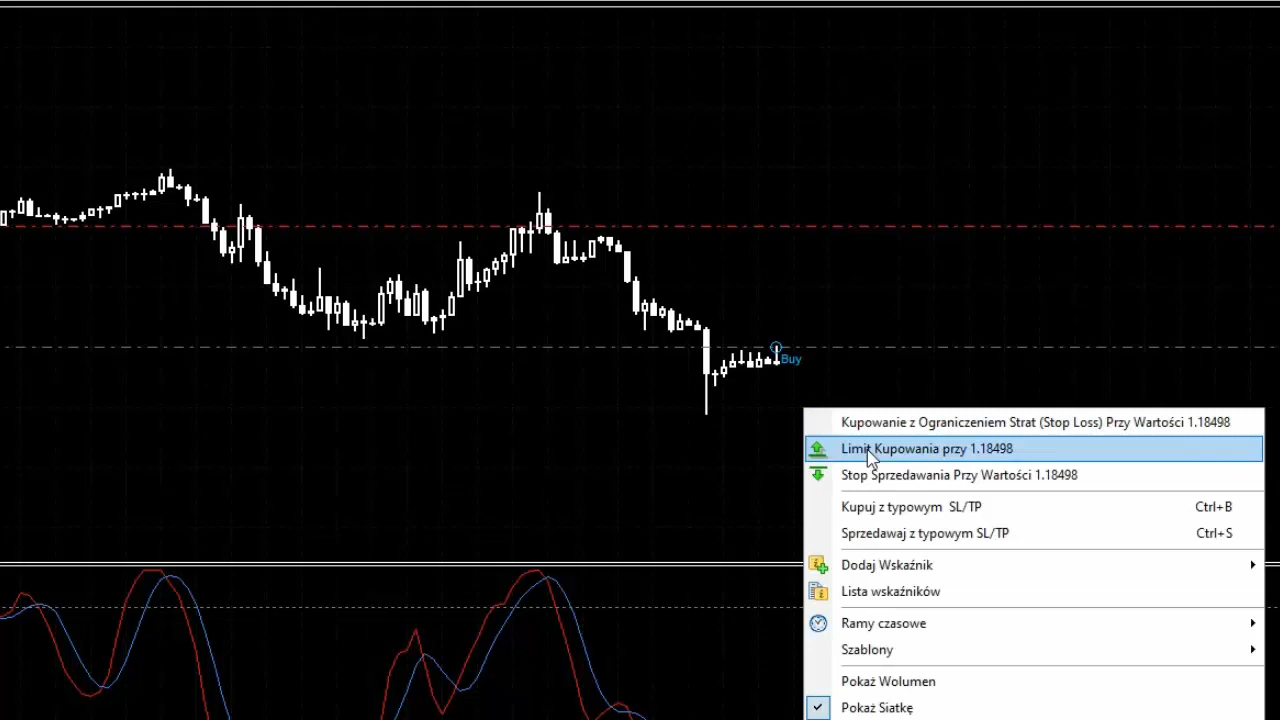 Buy
Kupowanie z Ograniczeniem Strat (Stop Loss) Przy Wartości 1.18498
Limit Kupowania przy 1.18498
Stop Sprzedawania Przy Wartości 1.18498
Kupuj z typowym SL/TP Ctrl+B
Sprzedawaj z typowym SL/TP Ctrl+S
Dodaj Wskaźnik
Lista wskaźników
Ramy czasowe
Szablony
Pokaż Wolumen
Pokaż Siatkę